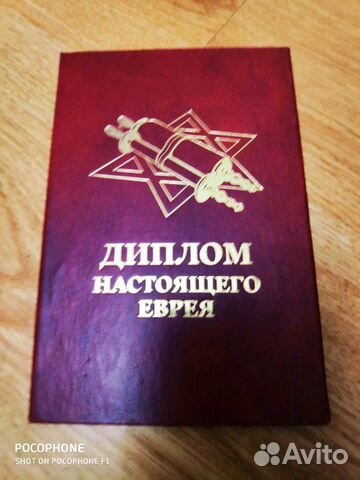 ДИПЛОМ
НАСТОЯЩЕГО
ЕВРЕЯ
POCOPHONE
SHOT ON POCOPHONE F1
Avito